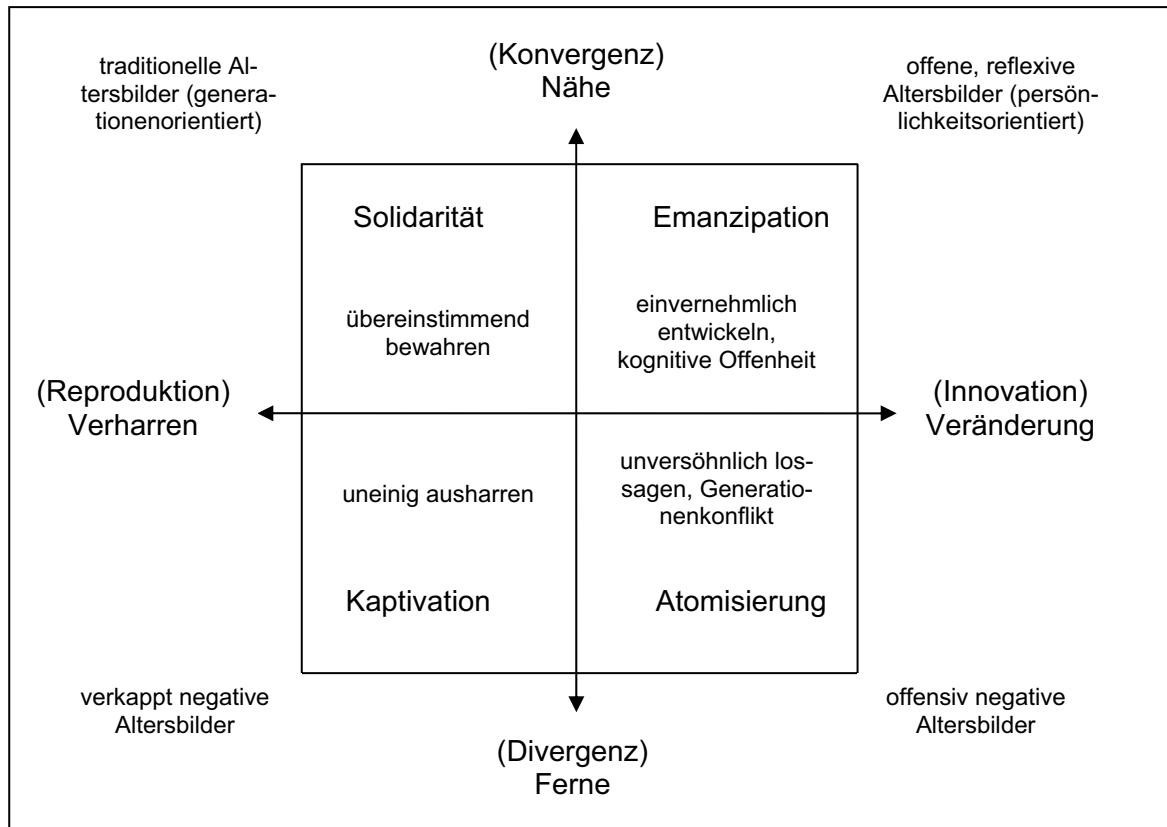 traditionelle Al-
tersbilder (genera-
tionenorientiert)
(Konvergenz)
Nähe
offene, reflexive
Altersbilder (persön-
lichkeitsorientiert)
Solidarität
Emanzipation
übereinstimmend
bewahren
einvernehmlich
entwickeln,
kognitive Offenheit
(Reproduktion)
Verharren
(Innovation)
Veränderung
uneinig ausharren
unversöhnlich los-
sagen, Generatio-
nenkonflikt
Kaptivation
Atomisierung
verkappt negative
Altersbilder
(Divergenz)
Ferne
offensiv negative
Altersbilder